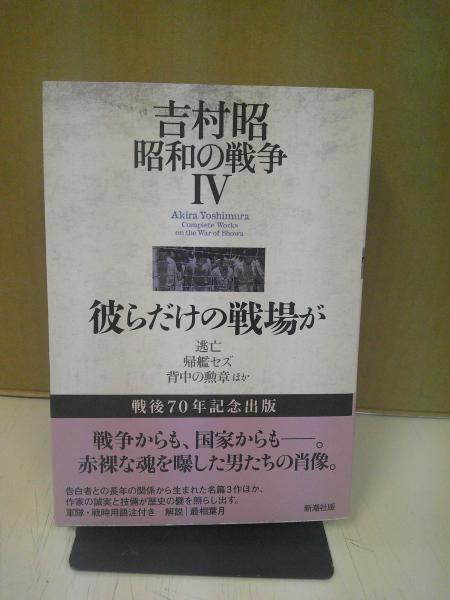 吉村昭
昭和の戦争
IV
Akira Yoshimura
Complete Works
on the War of Showa
彼らだけの戦場が
逃亡
帰艦セズ
背中の勲章 ほか
戦後70年記念出版
戦争からも、国家からも――。
赤裸な魂を曝した男たちの肖像。
告白者との長年の関係から生まれた名篇3作ほか、
作家の誠実と技倆が歴史の襞を照らし出す。
軍隊・戦時用語注付き 解説|最相葉月
新潮社版